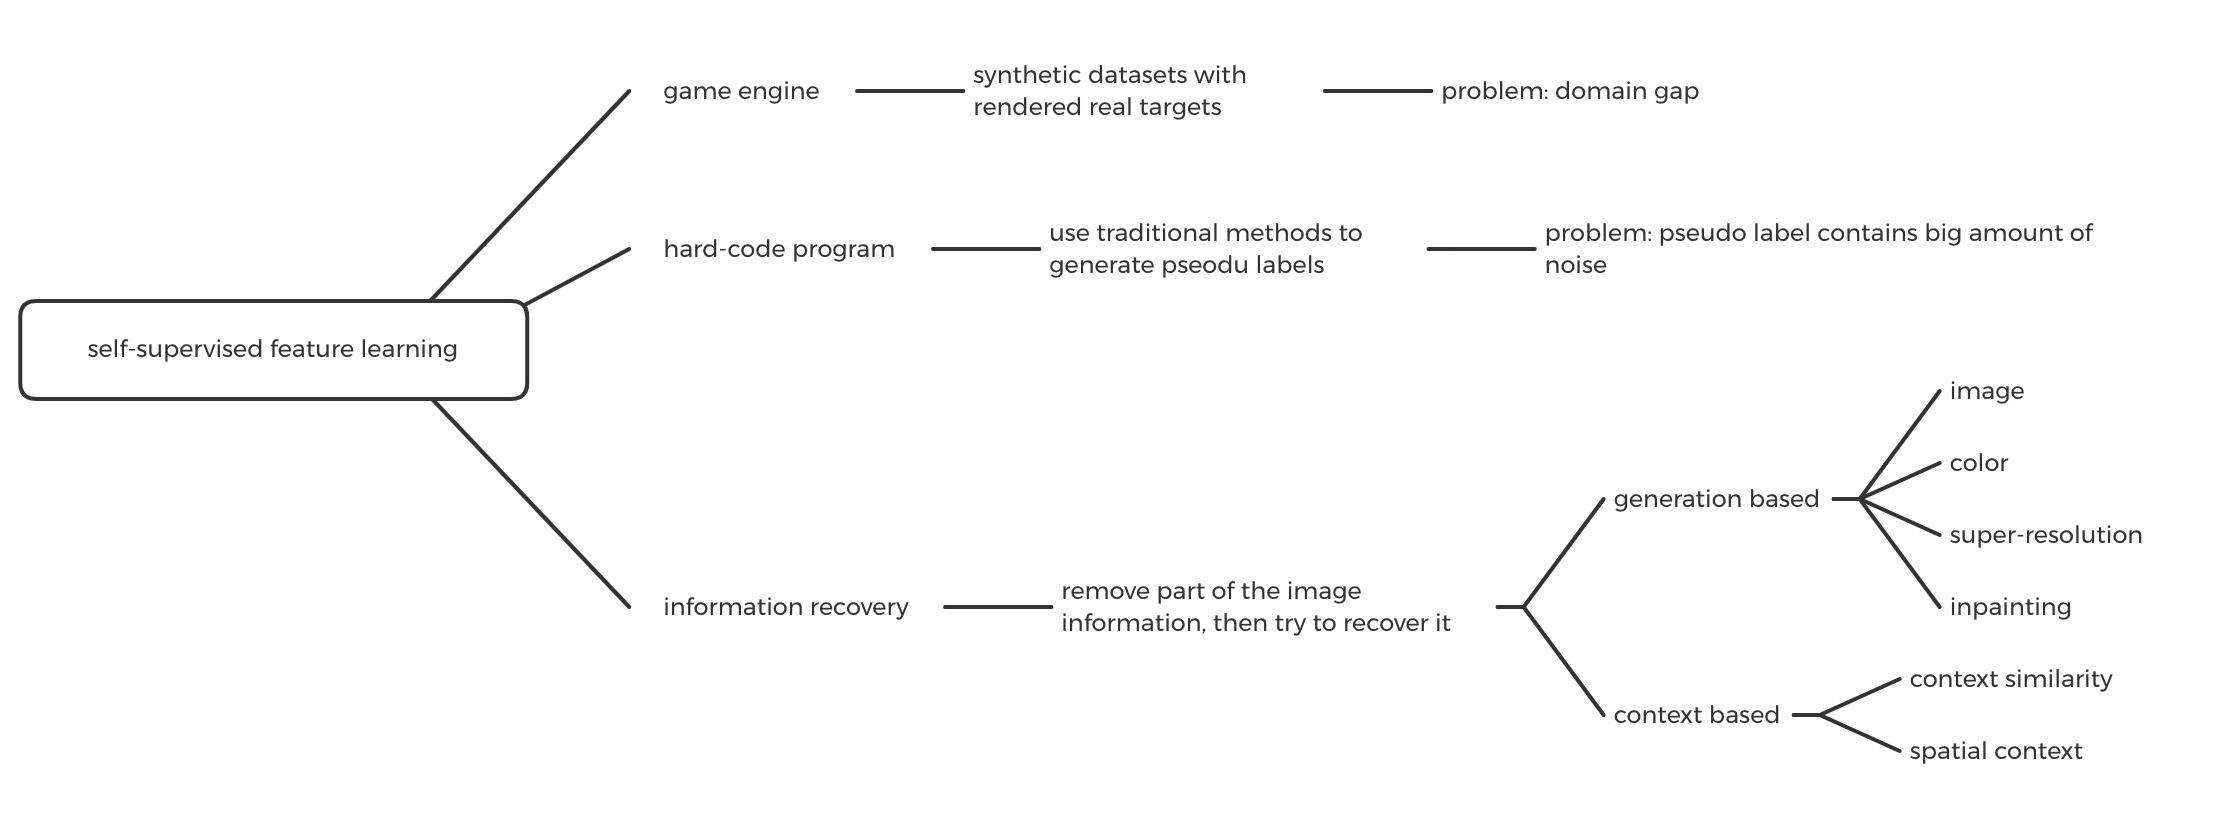 game engine
synthetic datasets with
rendered real targets
problem: domain gap
hard-code program
use traditional methods to
generate pseodu labels
problem: pseudo label contains big amount of
noise
self-supervised feature learning
information recovery
remove part of the image
information, then try to recover it
generation based
image
color
super-resolution
inpainting
context based
context similarity
spatial context